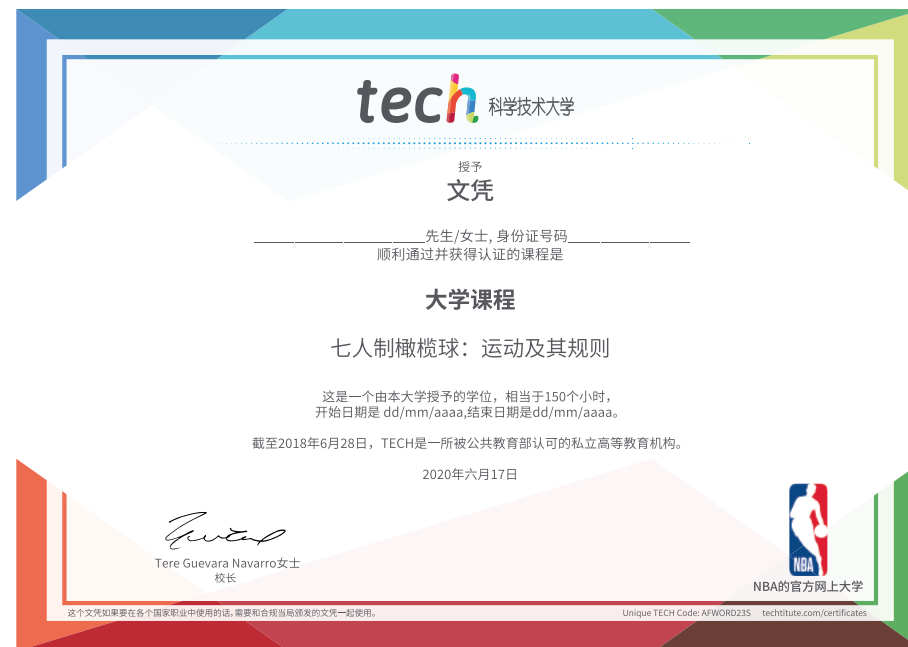 tech 科学技术大学
授予
文凭
____________________先生/女士, 身份证号码_______________
顺利通过并获得认证的课程是
大学课程
七人制橄榄球：运动及其规则
这是一个由本大学授予的学位，相当于150个小时，
开始日期是 dd/mm/aaaa,结束日期是dd/mm/aaaa。
截至2018年6月28日，TECH是一所被公共教育部认可的私立高等教育机构。
2020年六月17日
Tere Guevara Navarro女士
校长
NBA
NBA的官方网上大学
这个文凭如果要在各个国家职业中使用的话,需要和合规当局颁发的文凭一起使用。
Unique TECH Code: AFWORD23S techtitute.com/certificates